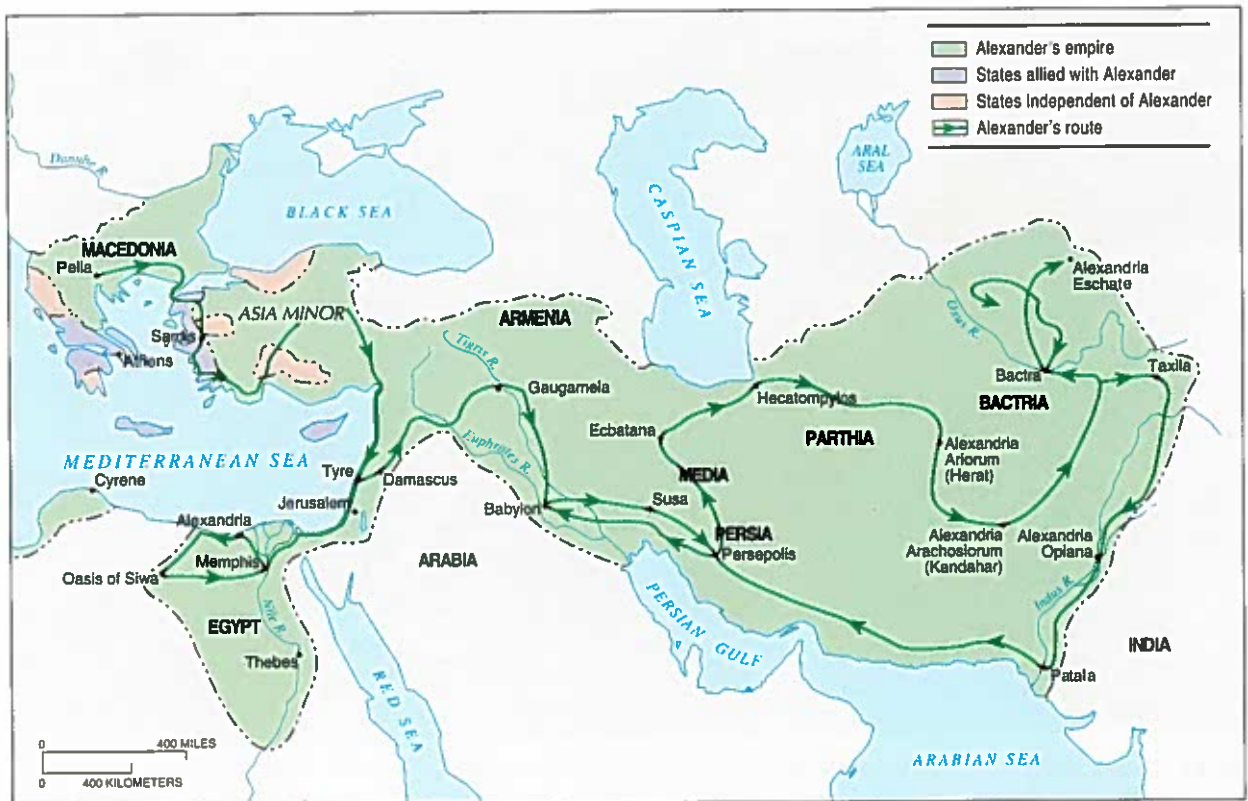 Alexander's empire
States allied with Alexander
States Independent of Alexander
Alexander's route
Danube R.
BLACK SEA
CASPIAN SEA
ARAL
SEA
MACEDONIA
Pella
ASIA MINOR
Sardis
Athens
ARMENIA
Tigris R.
Gaugamela
Oxus R.
Alexandria
Eschate
Bactra
Taxila
BACTRIA
Hecatompylos
Ecbatana
PARTHIA
Alexandria
Ariorum
(Herat)
MEDITERRANEAN SEA
Cyrene
Tyre
Damascus
Euphrates R.
MEDIA
Jerusalem
Babylon
Susa
Alexandria
Memphis
Oasis of Siwa
ARABIA
PERSIA
Persepolis
Alexandria
Arachosiorum
(Kandahar)
Alexandria
Opiana
Indus R.
EGYPT
Nile R.
Thebes
PERSIAN GULF
INDIA
Patala
RED SEA
ARABIAN SEA
0 400 MILES
0 400 KILOMETERS